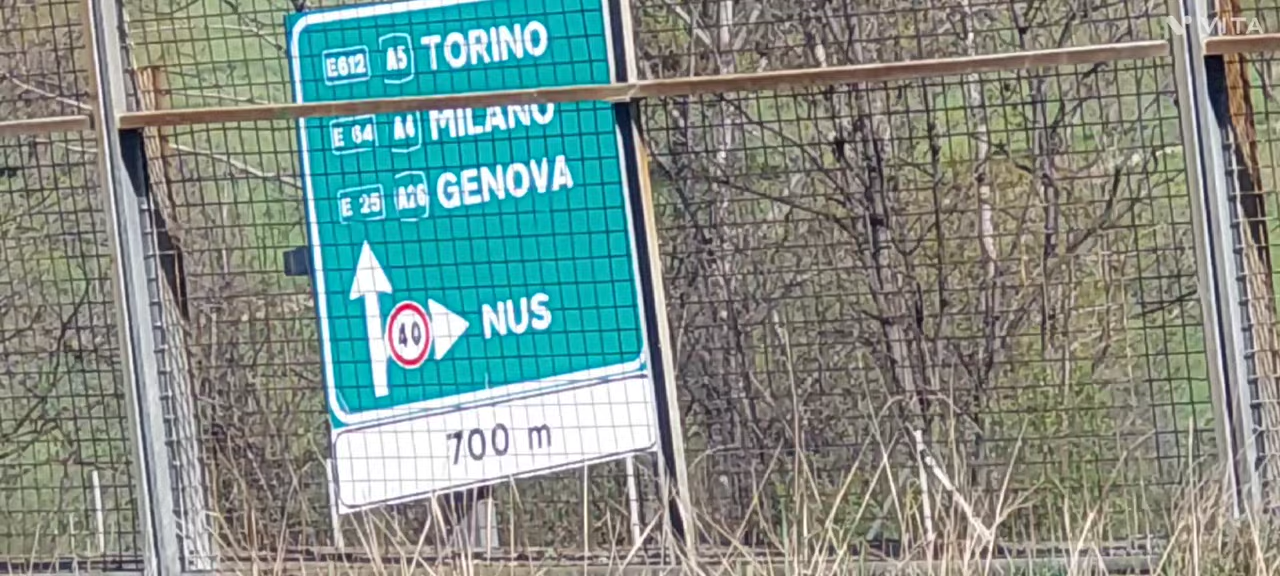 VITA
E612 A5 TORINO
E 64 A4 MILANO
E 25 A26 GENOVA
40 NUS
700 m